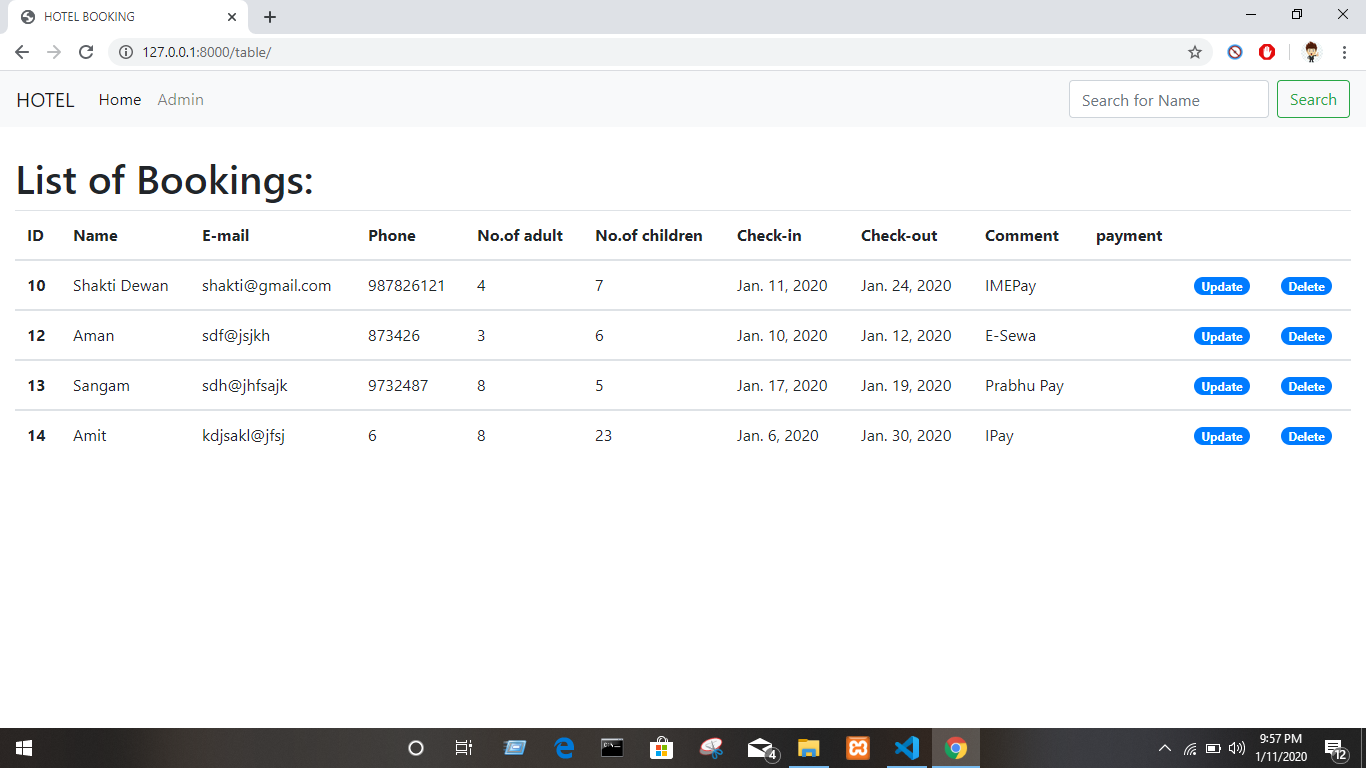 HOTEL BOOKING
127.0.0.1:8000/table/
HOTEL Home Admin Search for Name Search
List of Bookings:
ID Name E-mail Phone No.of adult No.of children Check-in Check-out Comment payment
10 Shakti Dewan shakti@gmail.com 987826121 4 7 Jan. 11, 2020 Jan. 24, 2020 IMEPay Update Delete
12 Aman sdf@jsjkh 873426 3 6 Jan. 10, 2020 Jan. 12, 2020 E-Sewa Update Delete
13 Sangam sdh@jhfsajk 9732487 8 5 Jan. 17, 2020 Jan. 19, 2020 Prabhu Pay Update Delete
14 Amit kdjsakl@jfsj 6 8 23 Jan. 6, 2020 Jan. 30, 2020 IPay Update Delete
4 9:57 PM 12
1/11/2020